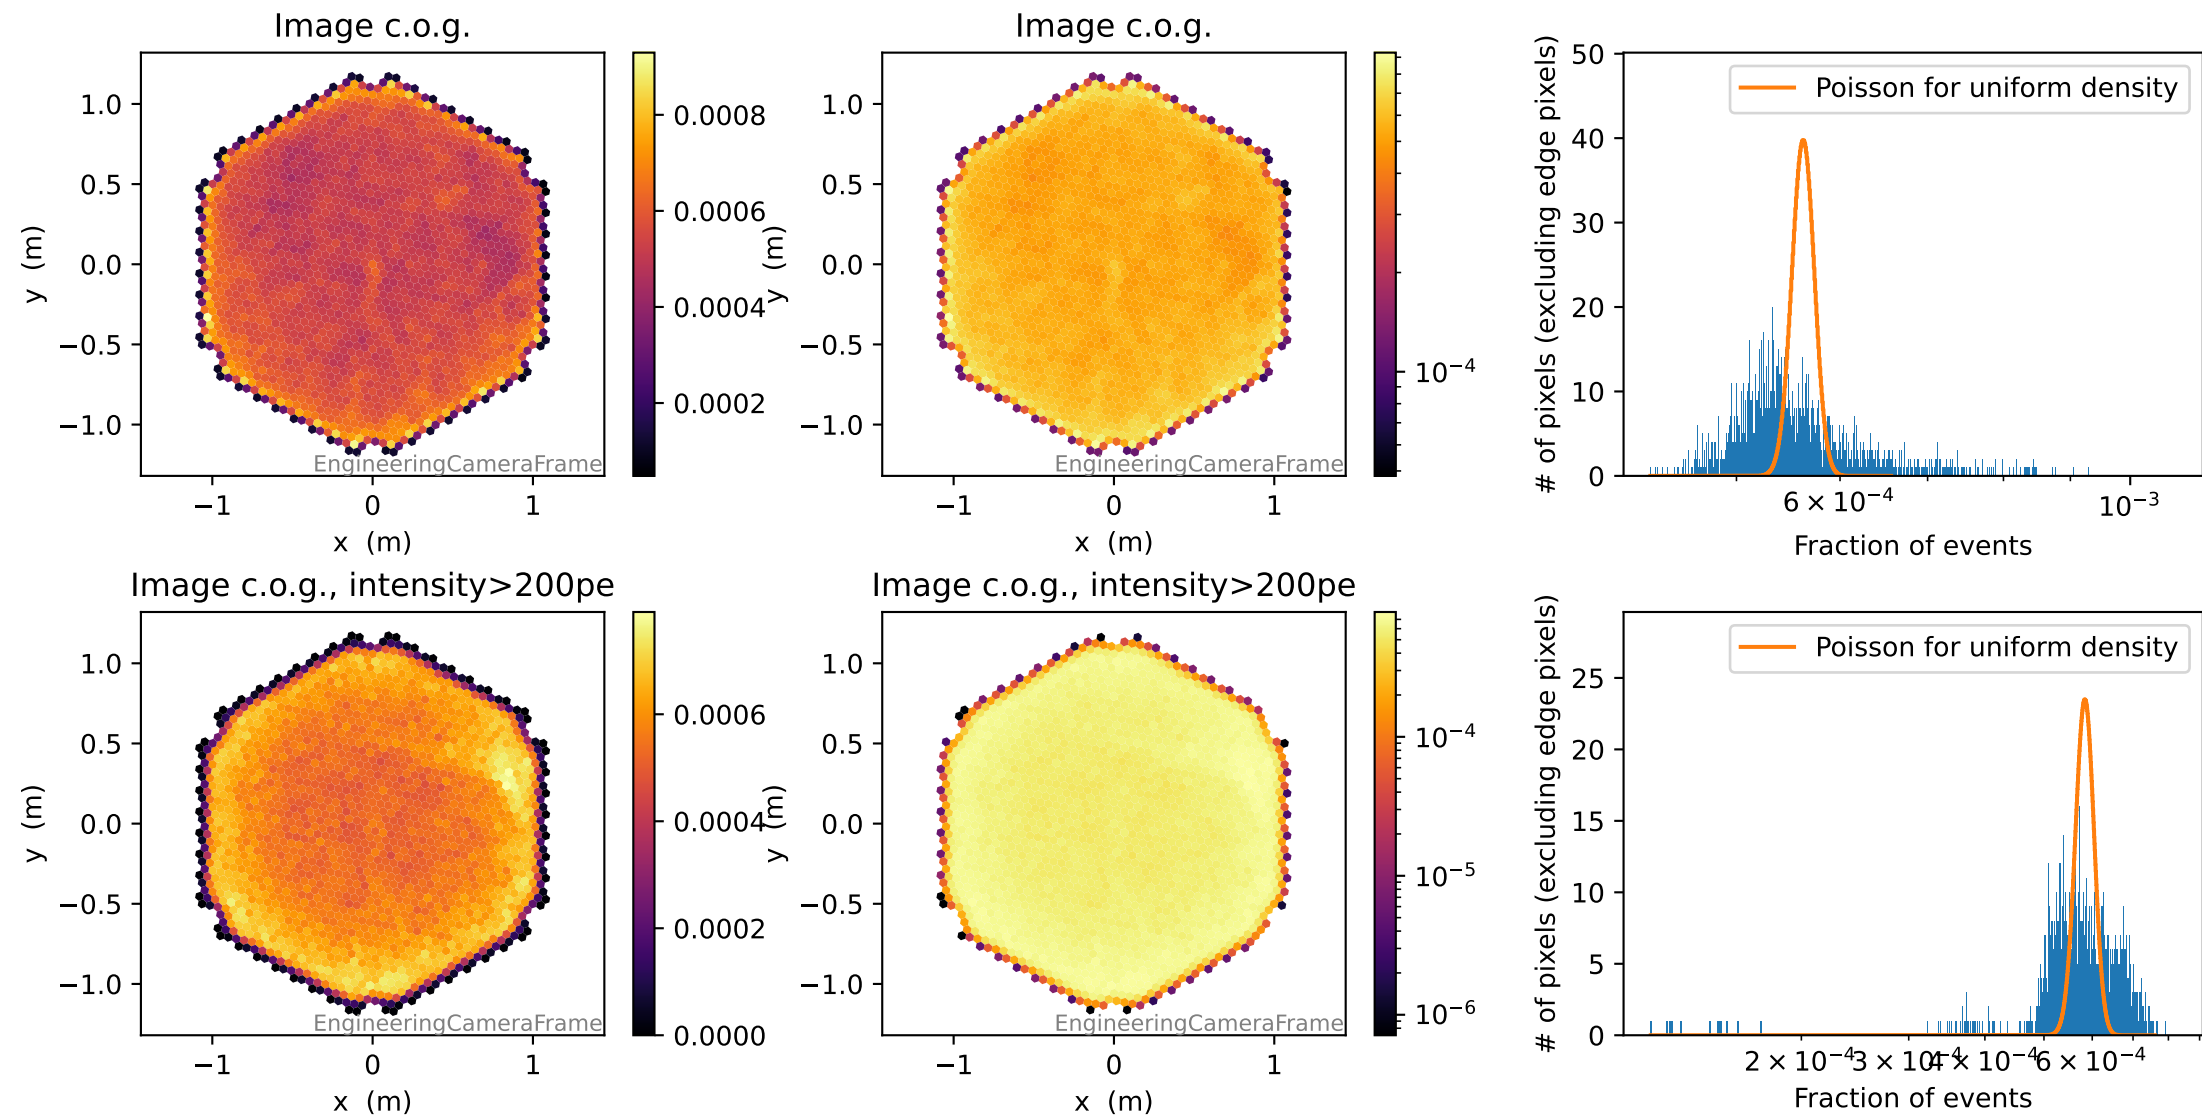 Image c.o.g.
1.0
0.5
0.0
−0.5
−1.0
y (m)
−1
0
1
x (m)
EngineeringCameraFrame
0.0008
0.0006
0.0004
0.0002
Image c.o.g.
1.0
0.5
0.0
−0.5
−1.0
y (m)
−1
0
1
x (m)
EngineeringCameraFrame
10⁻⁴
50
40
30
20
10
0
# of pixels (excluding edge pixels)
Poisson for uniform density
6 × 10⁻⁴
10⁻³
Fraction of events
Image c.o.g., intensity>200pe
1.0
0.5
0.0
−0.5
−1.0
y (m)
−1
0
1
x (m)
EngineeringCameraFrame
0.0006
0.0004
0.0002
0.0000
Image c.o.g., intensity>200pe
1.0
0.5
0.0
−0.5
−1.0
y (m)
−1
0
1
x (m)
EngineeringCameraFrame
10⁻⁴
10⁻⁵
10⁻⁶
25
20
15
10
5
0
# of pixels (excluding edge pixels)
Poisson for uniform density
2 × 10⁻⁴
3 × 10⁻⁴
4 × 10⁻⁴
6 × 10⁻⁴
Fraction of events